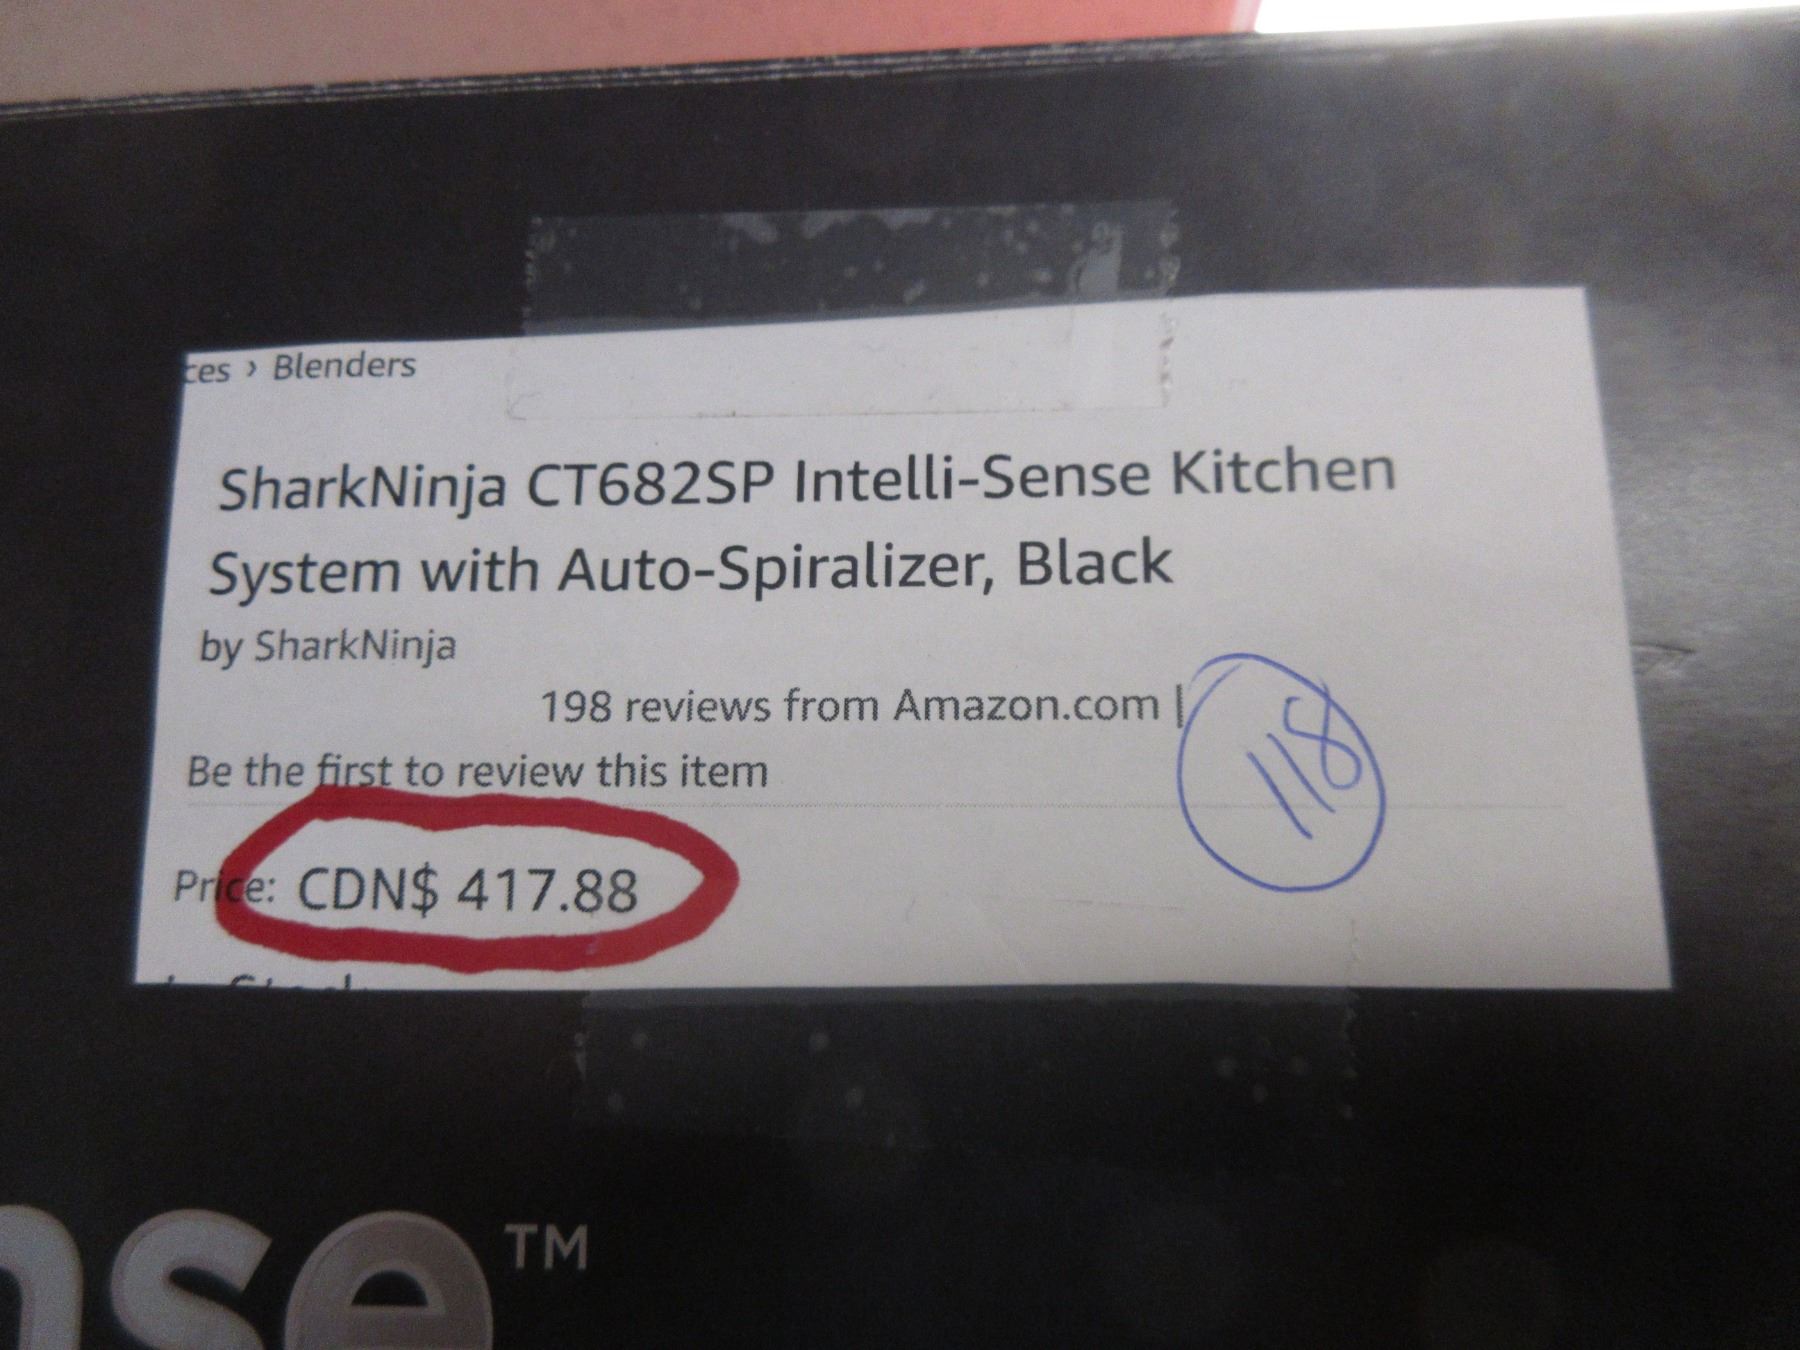 ces › Blenders
SharkNinja CT682SP Intelli-Sense Kitchen
System with Auto-Spiralizer, Black
by SharkNinja
198 reviews from Amazon.com |
Be the first to review this item
118
Price: CDN$ 417.88
nse™